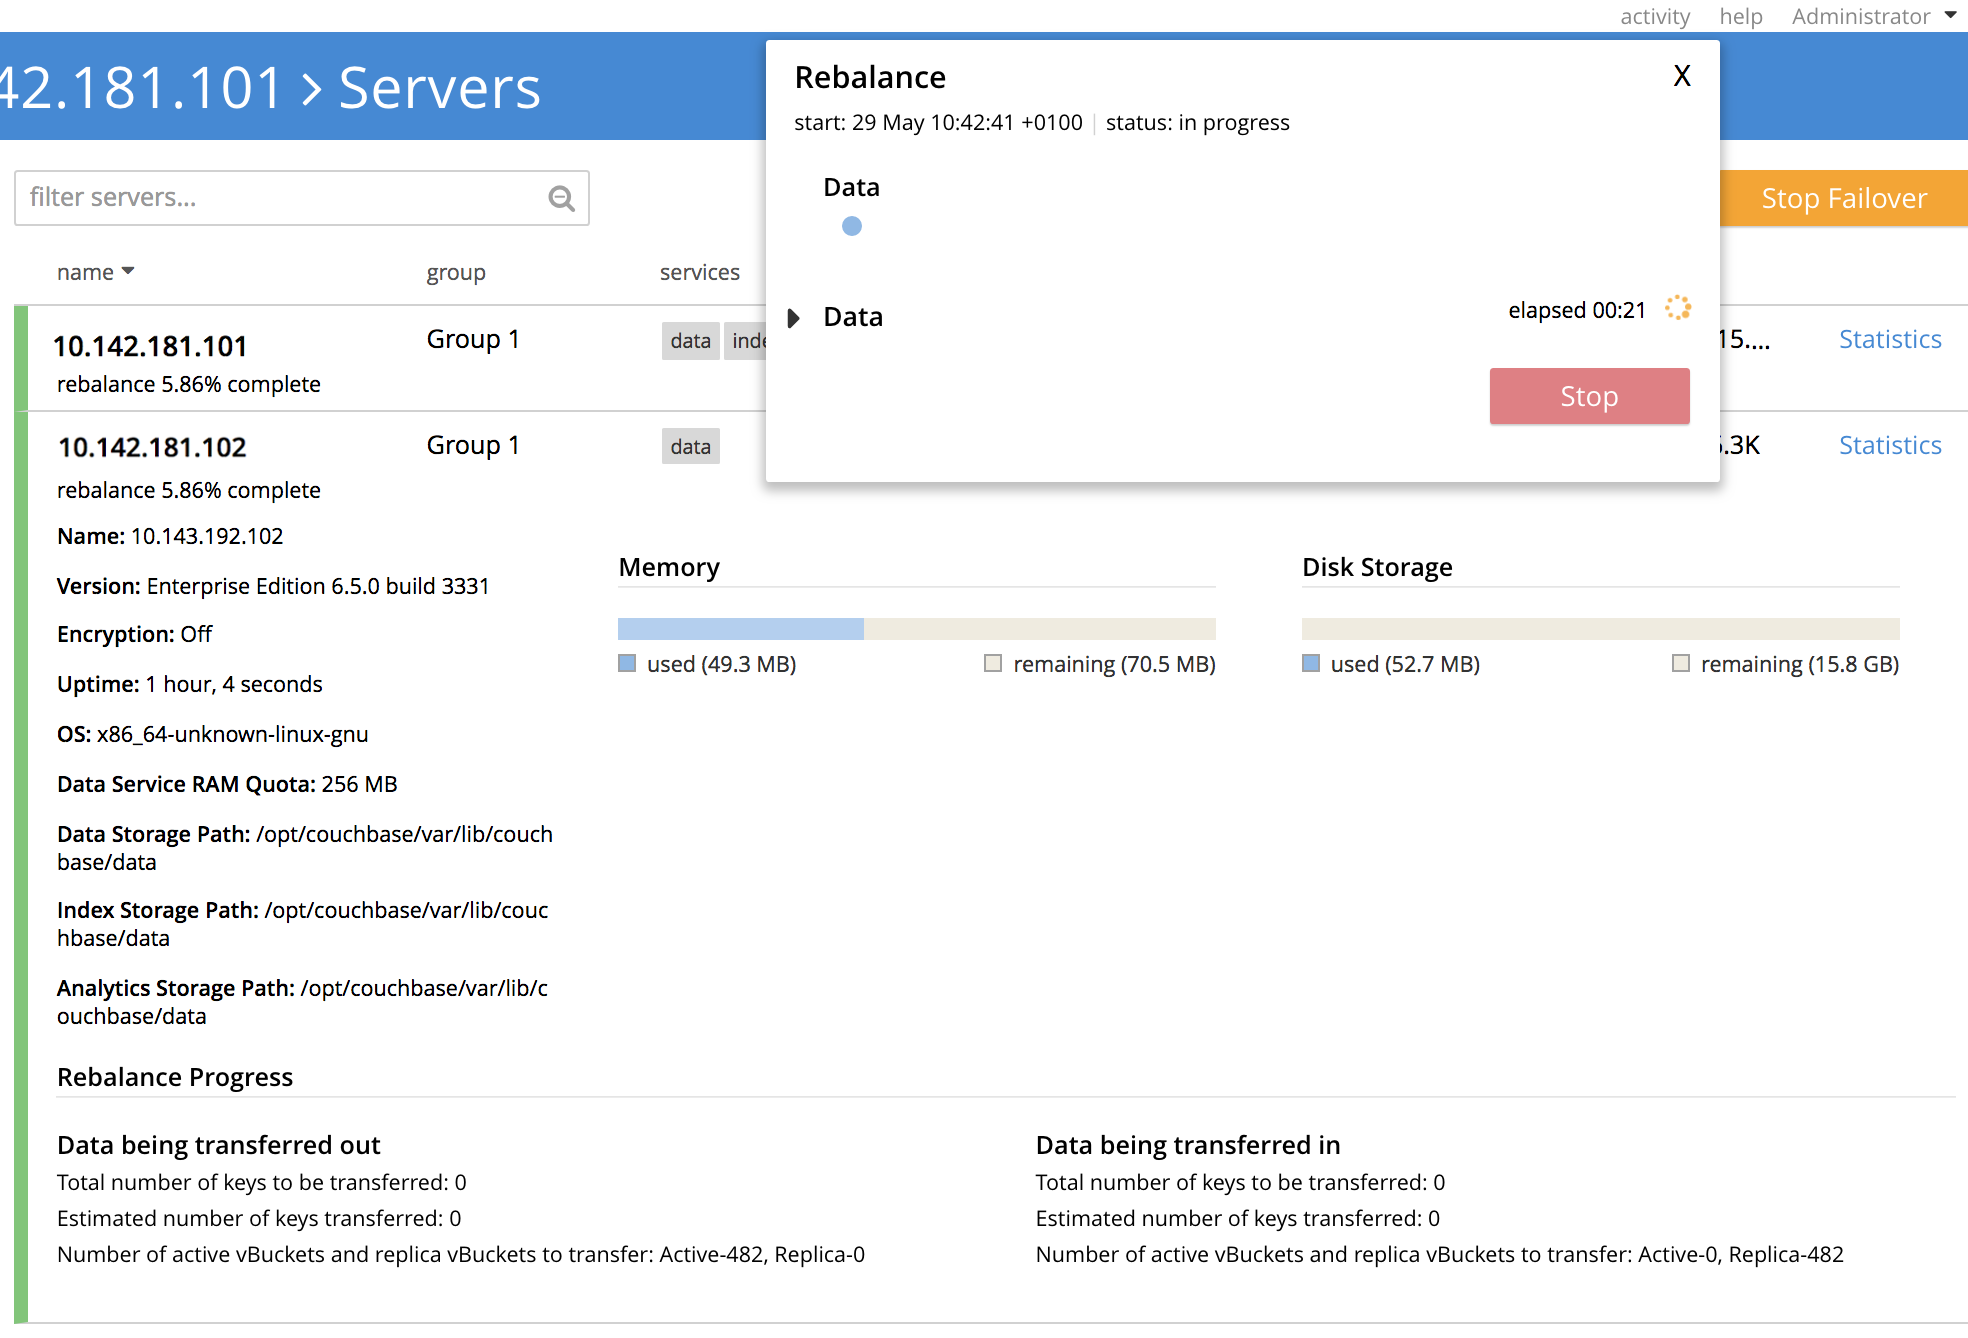 activity help Administrator
42.181.101 > Servers
Rebalance X
start: 29 May 10:42:41 +0100 | status: in progress
Data
filter servers...
Stop Failover
name group services
Data
elapsed 00:21
10.142.181.101 Group 1 data inde 15.... Statistics
rebalance 5.86% complete
Stop
10.142.181.102 Group 1 data .3K Statistics
rebalance 5.86% complete
Name: 10.143.192.102
Version: Enterprise Edition 6.5.0 build 3331
Encryption: Off
Uptime: 1 hour, 4 seconds
OS: x86_64-unknown-linux-gnu
Data Service RAM Quota: 256 MB
Data Storage Path: /opt/couchbase/var/lib/couch
base/data
Index Storage Path: /opt/couchbase/var/lib/couc
hbase/data
Analytics Storage Path: /opt/couchbase/var/lib/c
ouchbase/data
Memory
used (49.3 MB) remaining (70.5 MB)
Disk Storage
used (52.7 MB) remaining (15.8 GB)
Rebalance Progress
Data being transferred out
Total number of keys to be transferred: 0
Estimated number of keys transferred: 0
Number of active vBuckets and replica vBuckets to transfer: Active-482, Replica-0
Data being transferred in
Total number of keys to be transferred: 0
Estimated number of keys transferred: 0
Number of active vBuckets and replica vBuckets to transfer: Active-0, Replica-482